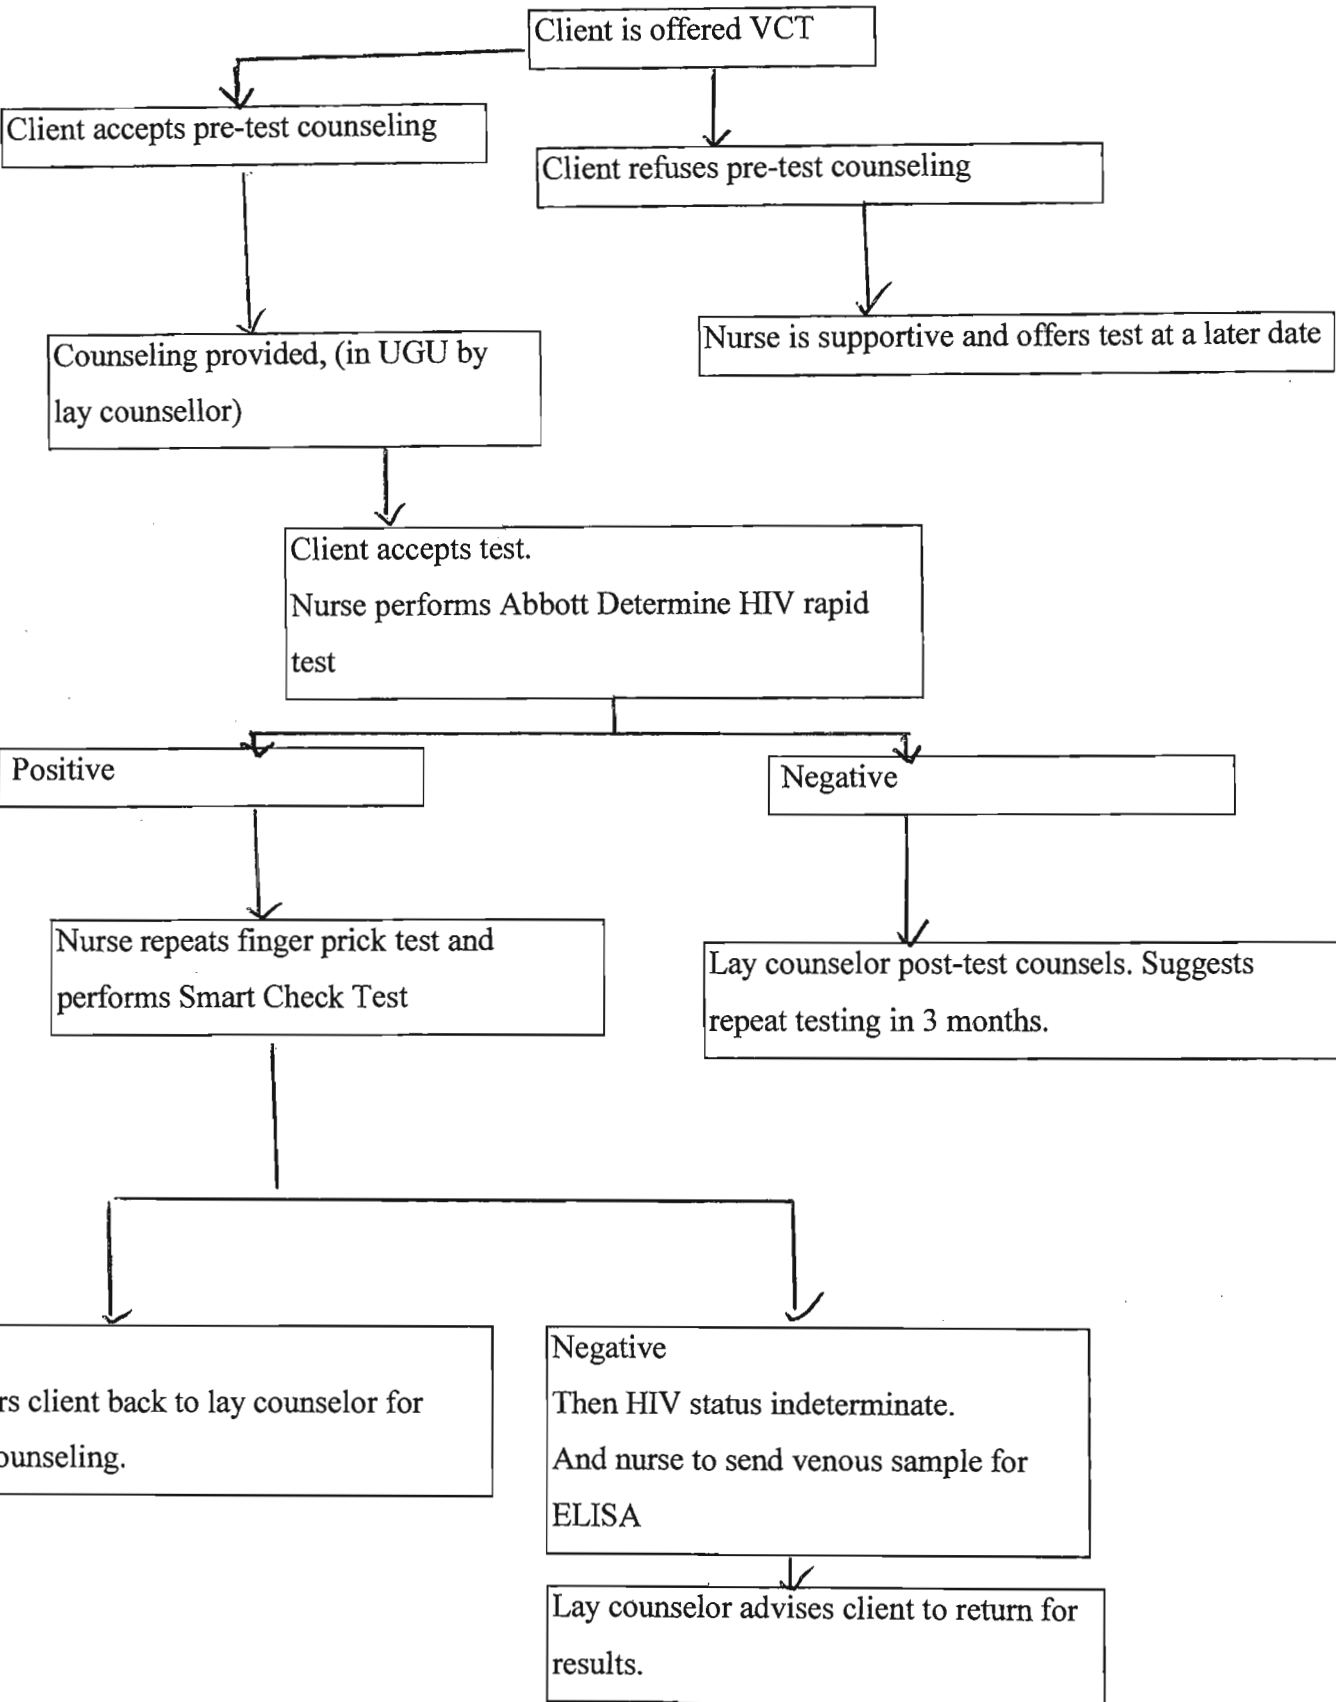 Client is offered VCT
Client accepts pre-test counseling
Client refuses pre-test counseling
Nurse is supportive and offers test at a later date
Counseling provided, (in UGU by
lay counsellor)
Client accepts test.
Nurse performs Abbott Determine HIV rapid
test
Positive
Negative
Nurse repeats finger prick test and
performs Smart Check Test
Lay counselor post-test counsels. Suggests
repeat testing in 3 months.
client back to lay counselor for
Negative
Then HIV status indeterminate.
And nurse to send venous sample for
ELISA
Lay counselor advises client to return for
results.